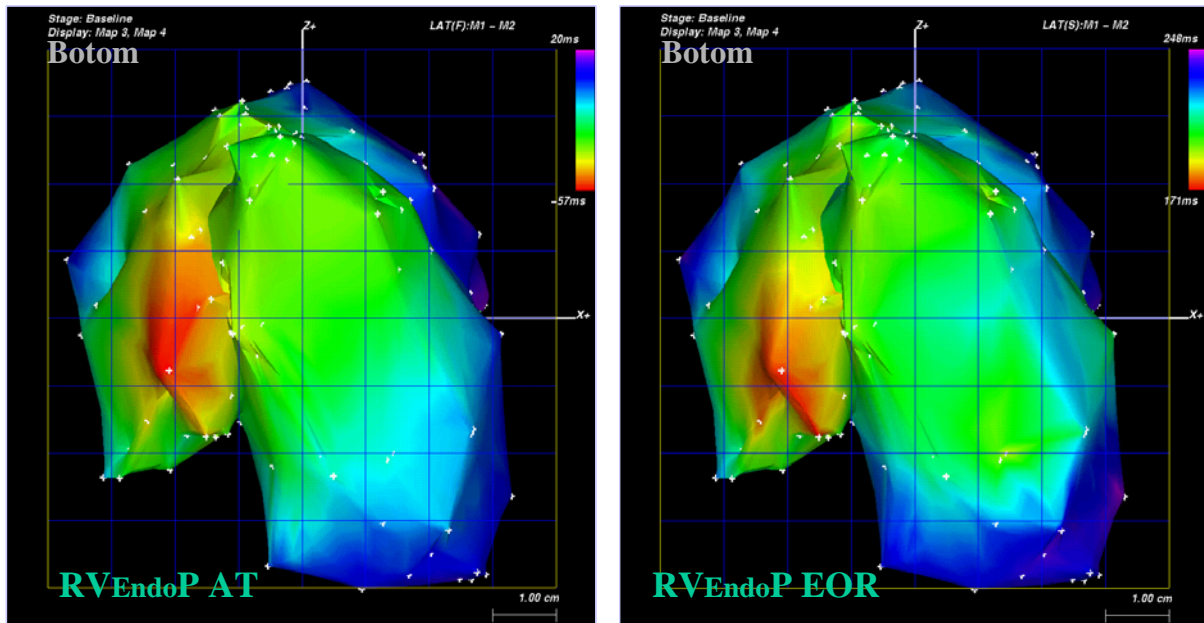 Stage: Baseline
Display: Map 3, Map 4
Z+
LAT(F):M1 – M2
Botom
20ms
-57ms
X+
RVEndoP AT
1.00 cm
Stage: Baseline
Display: Map 3, Map 4
Z+
LAT(S):M1 – M2
Botom
248ms
171ms
X+
RVEndoP EOR
1.00 cm